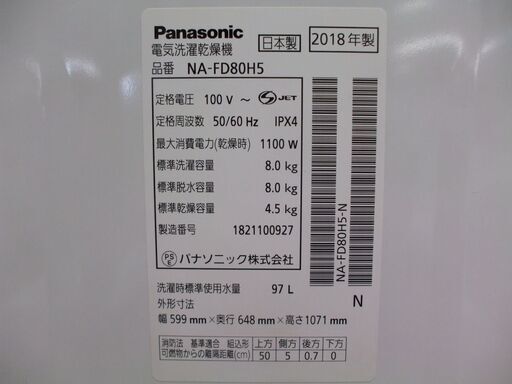 Panasonic
電気洗濯乾燥機 日本製 2018年製
品番 NA-FD80H5
定格電圧 100 V～ S JET
定格周波数 50/60 Hz IPX4
最大消費電力(乾燥時) 1100 W
標準洗濯容量 8.0 kg
標準脱水容量 8.0 kg
標準乾燥容量 4.5 kg
製造番号 1821100927
PSE パナソニック株式会社
NA-FD80H5-N
洗濯時標準使用水量 97 L
外形寸法 N
幅 599 mm×奥行 648 mm×高さ1071 mm
消防法 基準適合 組込形 上方 側方 後方 下方
可燃物からの離隔距離(cm) 50 5 0.7 0